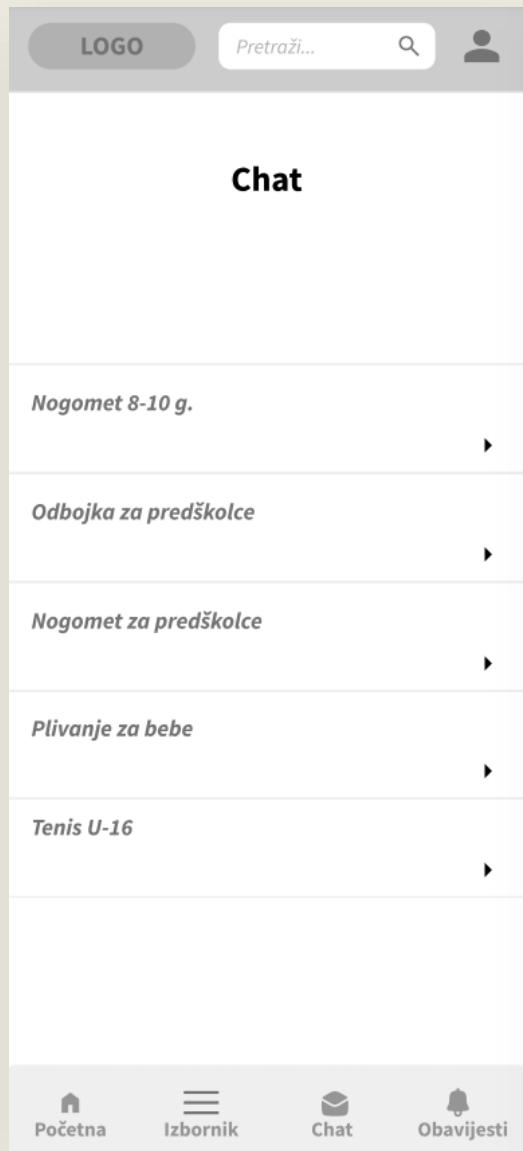 LOGO
Pretraži...
Chat
Nogomet 8-10 g.
Odbojka za predškolce
Nogomet za predškolce
Plivanje za bebe
Tenis U-16
Početna Izbornik Chat Obavijesti